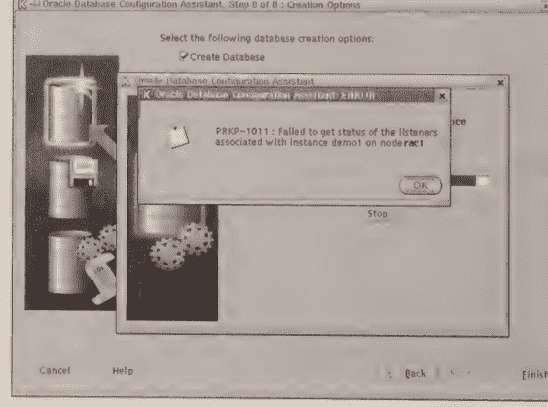 Oracle Database Configuration Assistant, Step 8 of 8 : Creation Options
Select the following database creation options:
Create Database
Oracle Database Configuration Assistant
Oracle Database Configuration Assistant: Error
PRKP-1011 : Failed to get status of the listeners
associated with instance demo1 on node rac1
OK
Stop
Cancel
Help
Back
Finish